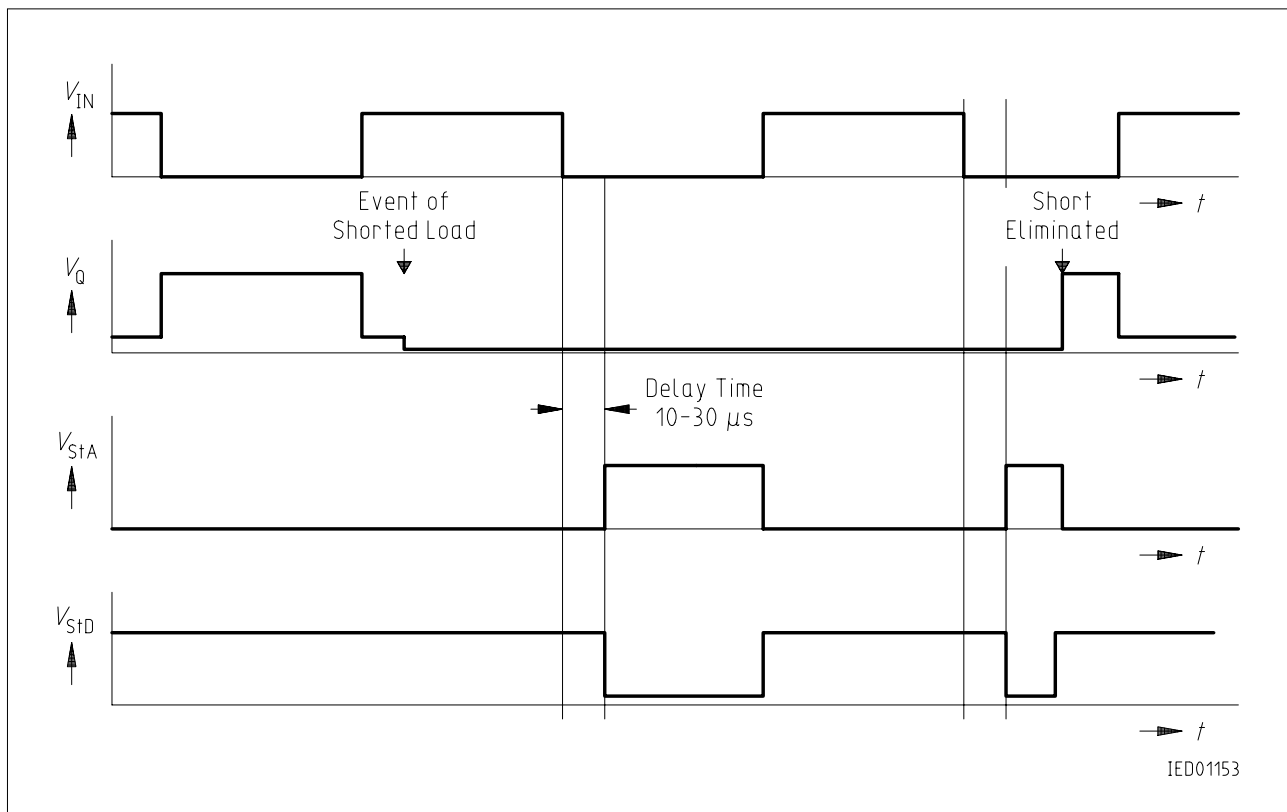 V_IN
t
Event of
Shorted Load
Short
Eliminated
V_Q
t
Delay Time
10-30 μs
V_StA
t
V_StD
t
IED01153